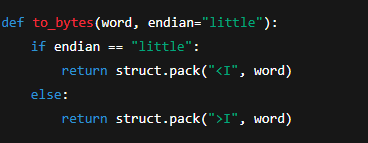 def to_bytes(word, endian="little"):
    if endian == "little":
        return struct.pack("<I", word)
    else:
        return struct.pack(">I", word)